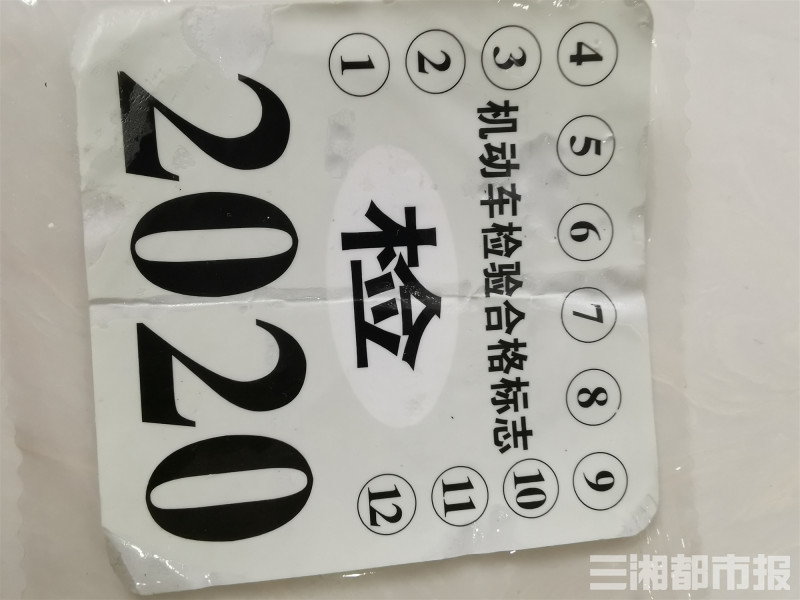 ④ ⑤ ⑥ ⑦ ⑧ ⑨
③ 机动车检验合格标志 ⑩
② ⑪
检
① ⑫
2020
三湘都市报